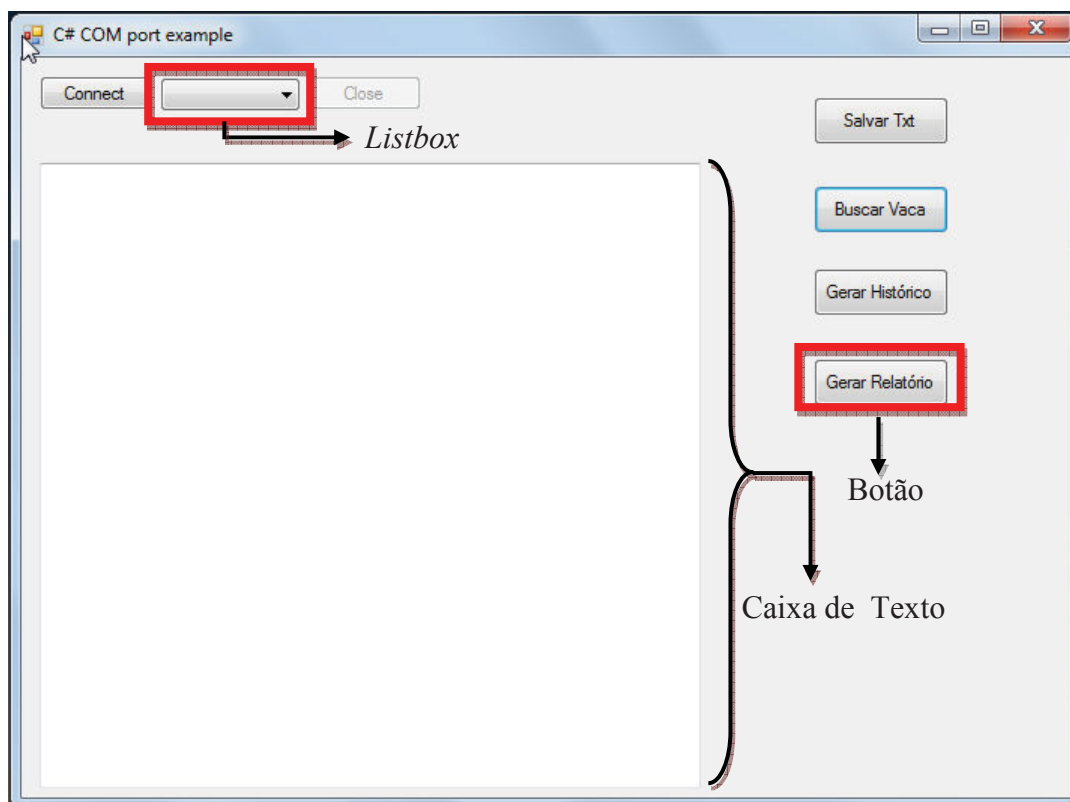 C# COM port example
Connect
Close
Listbox
Salvar Txt
Buscar Vaca
Gerar Histórico
Gerar Relatório
Botão
Caixa de Texto